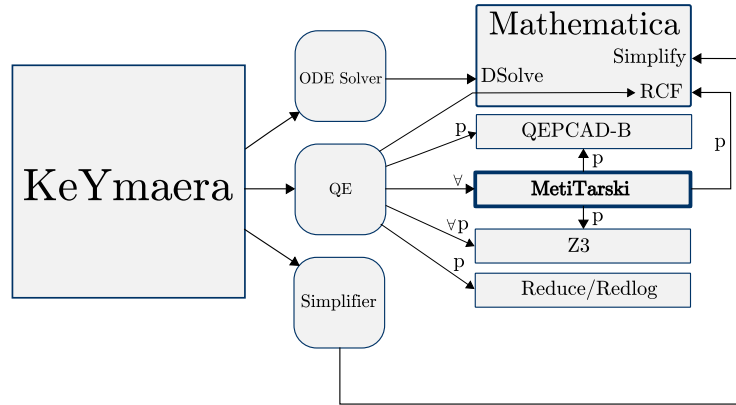 KeYmaera
ODE Solver
QE
Simplifier
Mathematica
Simplify
DSolve
RCF
p
QEPCAD-B
p
p
∀
MetiTarski
p
∀p
Z3
p
Reduce/Redlog